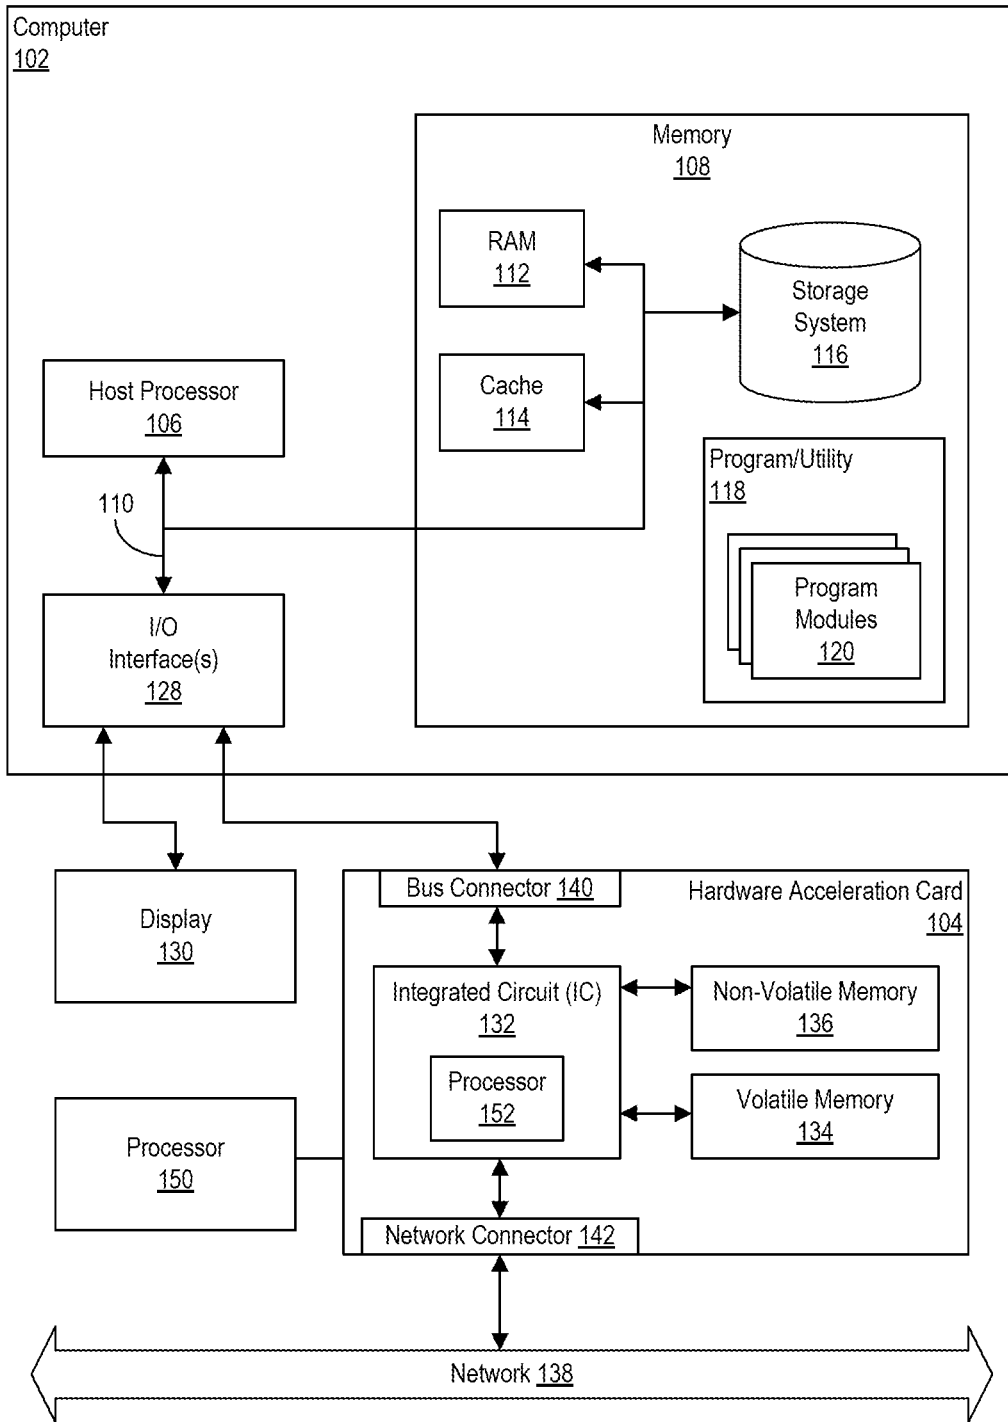 Computer
102
Memory
108
RAM
112
Storage
System
116
Cache
114
Host Processor
106
Program/Utility
118
110
Program
Modules
120
I/O
Interface(s)
128
Bus Connector 140
Hardware Acceleration Card
104
Display
130
Integrated Circuit (IC)
132
Non-Volatile Memory
136
Processor
152
Volatile Memory
134
Processor
150
Network Connector 142
Network 138